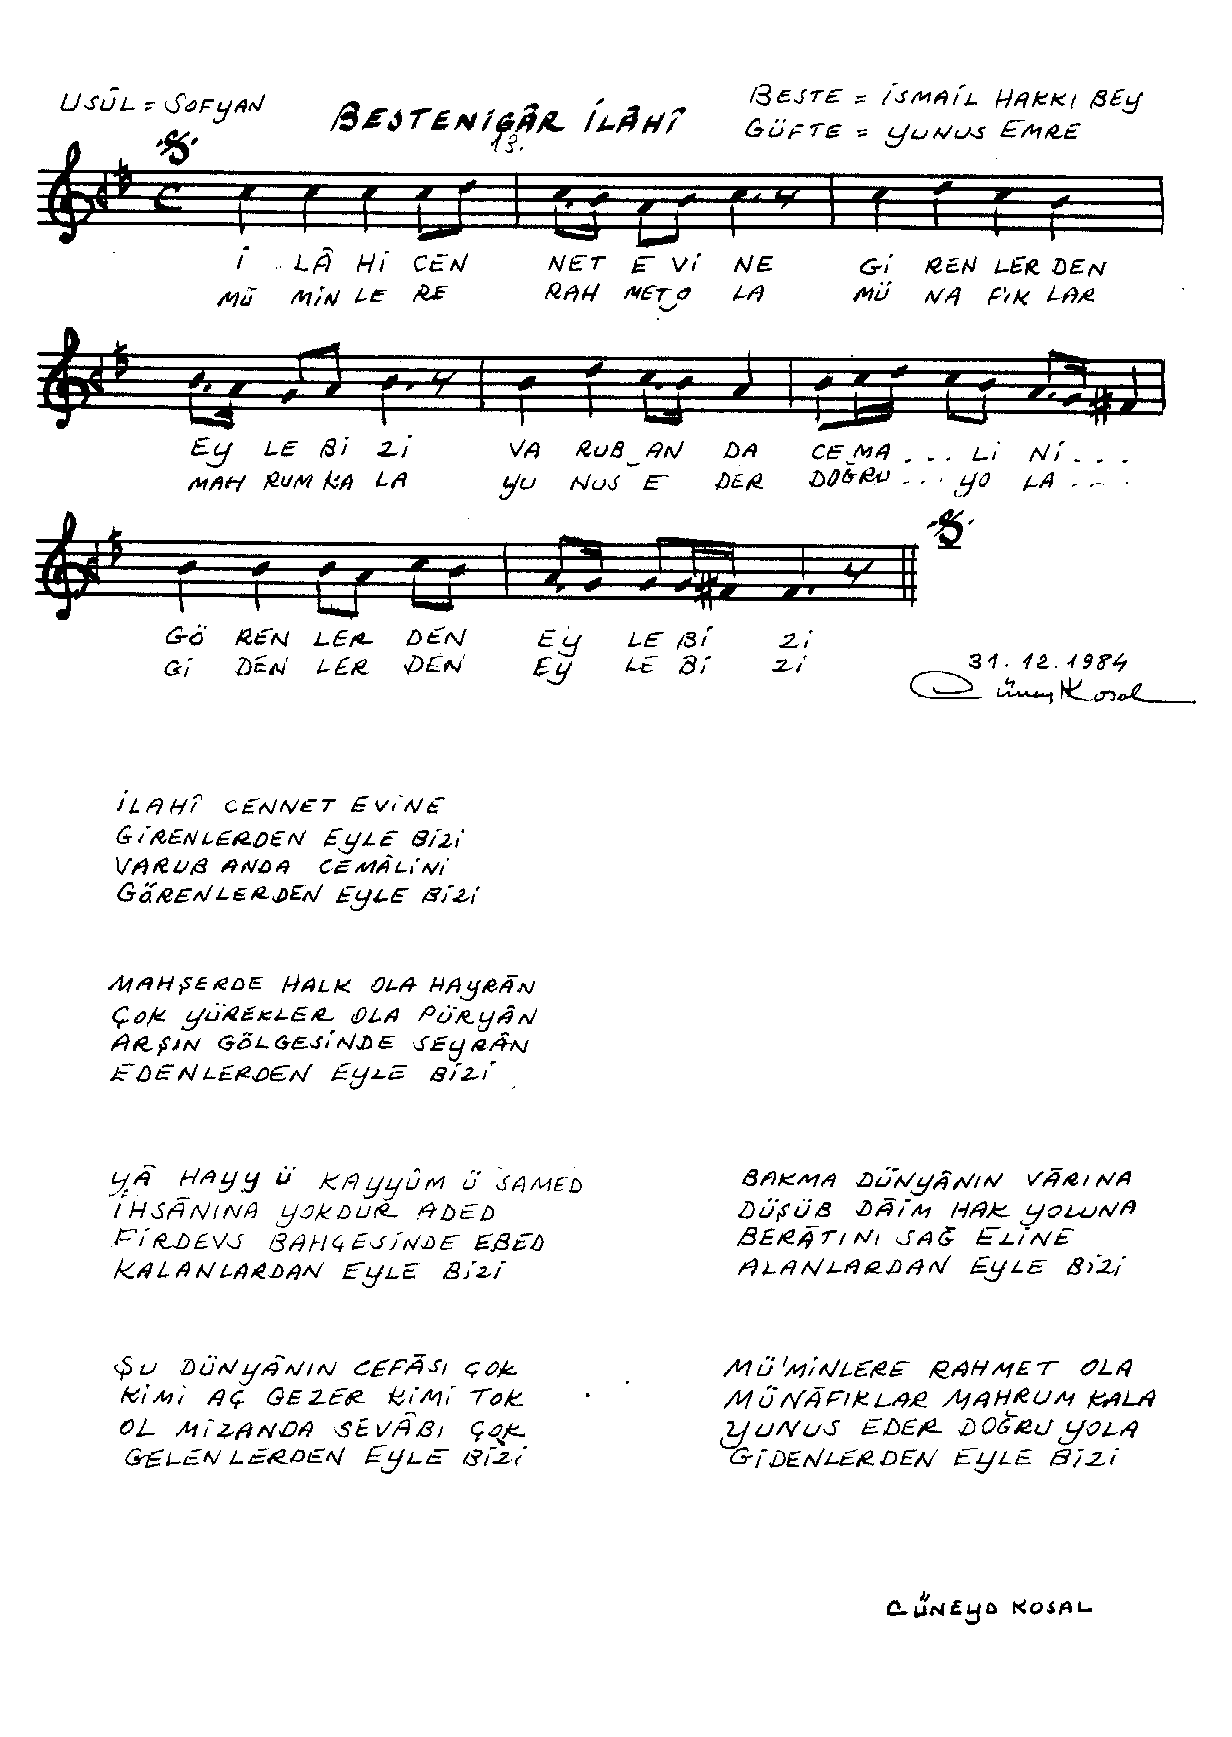 USÛL = SOFYAN
BESTENİGÂR İLÂHÎ
13.
BESTE = İSMAİL HAKKI BEY
GÜFTE = YUNUS EMRE
İ LÂ Hİ CEN NET E Vİ NE Gİ REN LER DEN
MÜ MİN LE RE RAH MET O LA MÜ NA FIK LAR
EY LE Bİ Zİ VA RUB AN DA CE MA . . . Lİ Nİ . . .
MAH RUM KA LA YU NUS E DER DOĞRU . . . YO LA . . .
GÖ REN LER DEN EY LE Bİ Zİ
Gİ DEN LER DEN EY LE Bİ Zİ
31.12.1984
Cüneyd Kosal
İLAHÎ CENNET EVİNE
GİRENLERDEN EYLE BİZİ
VARUB ANDA CEMÂLİNİ
GÖRENLERDEN EYLE BİZİ
MAHŞERDE HALK OLA HAYRÂN
ÇOK YÜREKLER OLA PÜRYÂN
ARŞIN GÖLGESİNDE SEYRÂN
EDENLERDEN EYLE BİZİ
YÂ HAYY Ü KAYYÛM Ü SAMED
İHSÂNINA YOKDUR ADED
FİRDEVS BAHÇESİNDE EBED
KALANLARDAN EYLE BİZİ
ŞU DÜNYÂNIN CEFÂSI ÇOK
KİMİ AÇ GEZER KİMİ TOK
OL MİZANDA SEVÂBI ÇOK
GELENLERDEN EYLE BİZİ
BAKMA DÜNYÂNIN VÂRINA
DÜŞÜB DÂİM HAK YOLUNA
BERÂTINI SAĞ ELİNE
ALANLARDAN EYLE BİZİ
MÜ'MİNLERE RAHMET OLA
MÜNÂFIKLAR MAHRUM KALA
YUNUS EDER DOĞRU YOLA
GİDENLERDEN EYLE BİZİ
CÜNEYD KOSAL